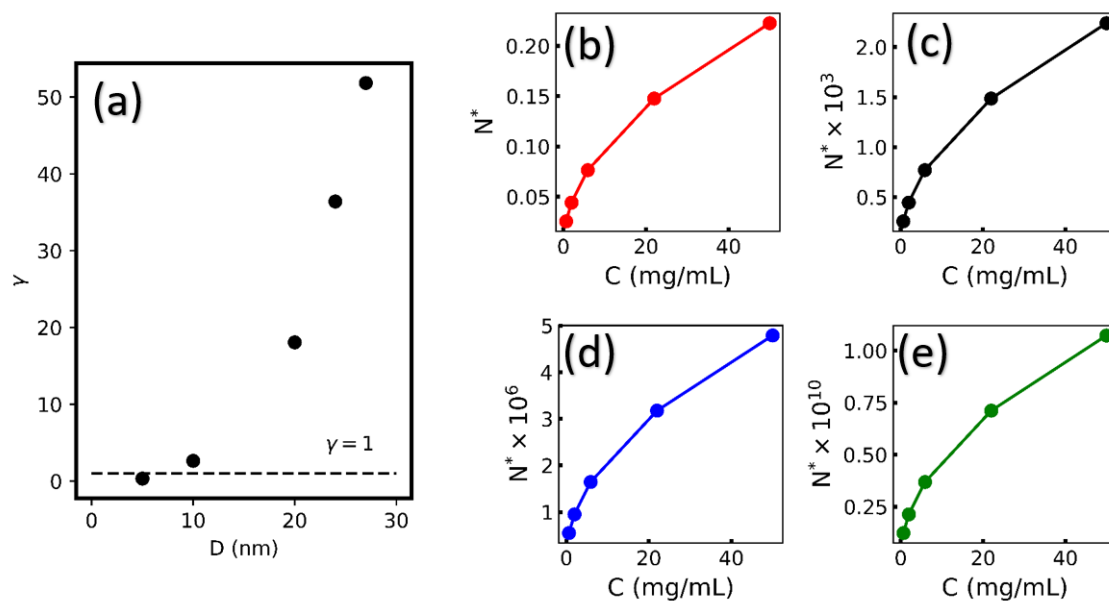 (a)
50
40
30
20
10
0
γ
γ = 1
0 10 20 30
D (nm)
(b)
0.20
0.15
0.10
0.05
N*
0 20 40
C (mg/mL)
(c)
2.0
1.5
1.0
0.5
N* × 10³
0 20 40
C (mg/mL)
(d)
5
4
3
2
1
N* × 10⁶
0 20 40
C (mg/mL)
(e)
1.00
0.75
0.50
0.25
N* × 10¹⁰
0 20 40
C (mg/mL)